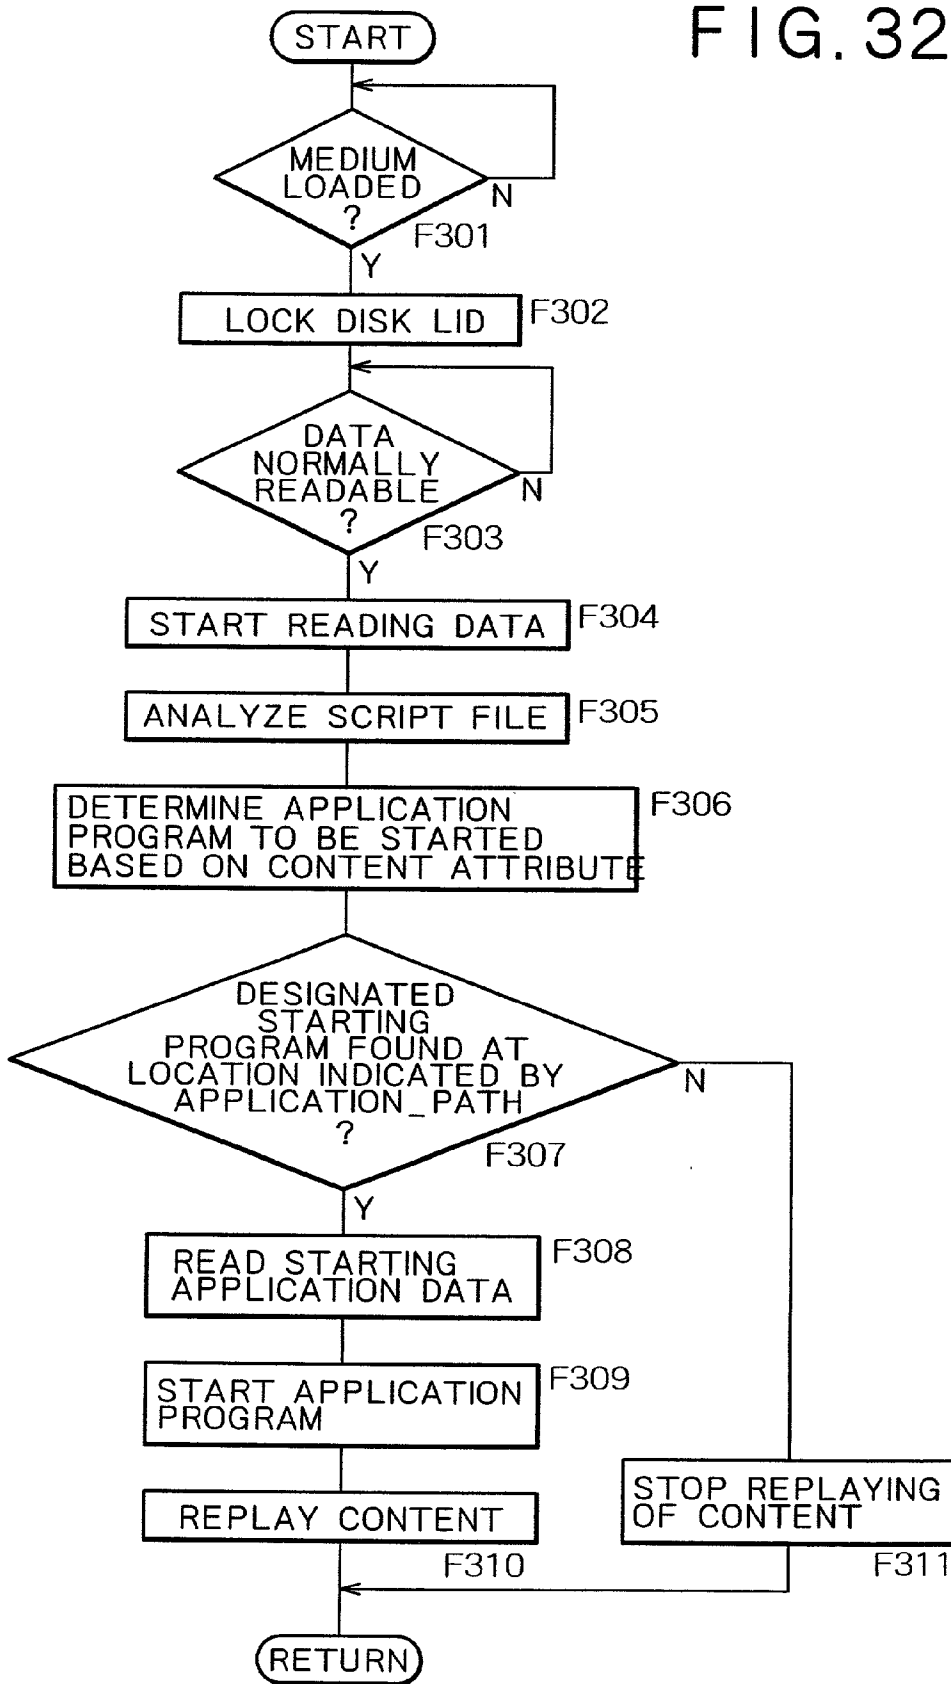 FIG. 32
START
MEDIUM
LOADED
?
N
F301
Y
LOCK DISK LID
F302
DATA
NORMALLY
READABLE
?
N
F303
Y
START READING DATA
F304
ANALYZE SCRIPT FILE
F305
DETERMINE APPLICATION
PROGRAM TO BE STARTED
BASED ON CONTENT ATTRIBUTE
F306
DESIGNATED
STARTING
PROGRAM FOUND AT
LOCATION INDICATED BY
APPLICATION_PATH
?
N
F307
Y
READ STARTING
APPLICATION DATA
F308
START APPLICATION
PROGRAM
F309
REPLAY CONTENT
F310
STOP REPLAYING
OF CONTENT
F311
RETURN